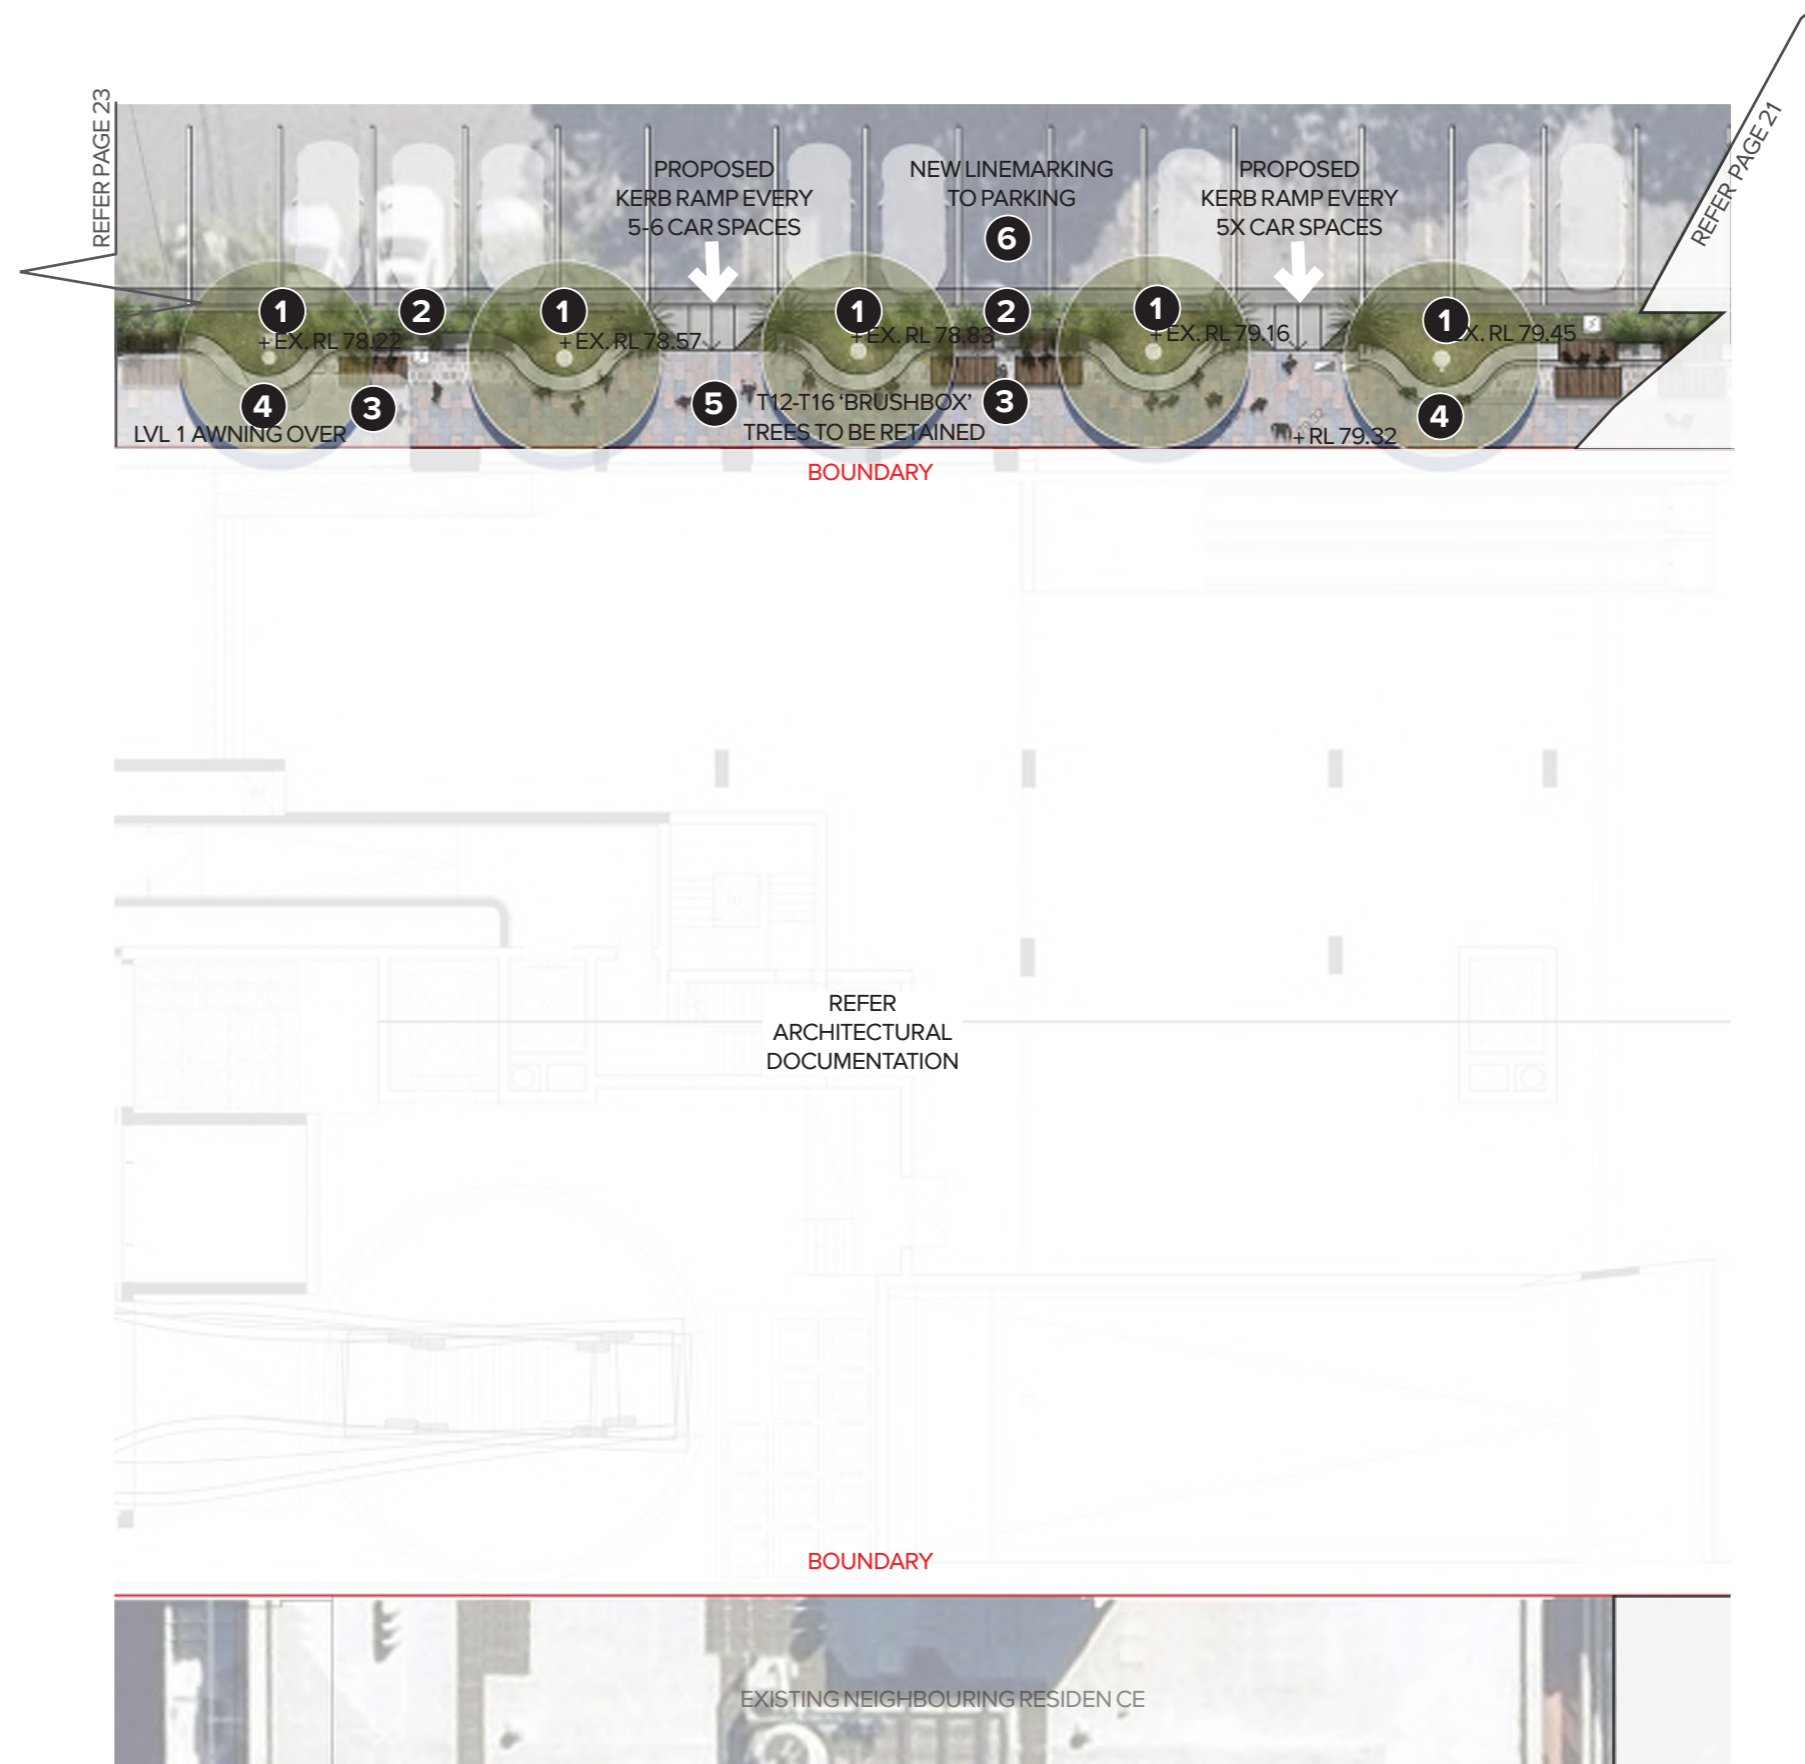 REFER PAGE 23
REFER PAGE 21
PROPOSED
KERB RAMP EVERY
5-6 CAR SPACES
NEW LINEMARKING
TO PARKING
6
PROPOSED
KERB RAMP EVERY
5X CAR SPACES
1
2
1
1
2
1
1
+ EX. RL 78.22
+ EX. RL 78.57
+ EX. RL 78.83
+ EX. RL 79.16
EX. RL 79.45
4
3
5
T12-T16 ‘BRUSHBOX’
TREES TO BE RETAINED
3
4
LVL 1 AWNING OVER
+ RL 79.32
BOUNDARY
REFER
ARCHITECTURAL
DOCUMENTATION
BOUNDARY
EXISTING NEIGHBOURING RESIDEN CE